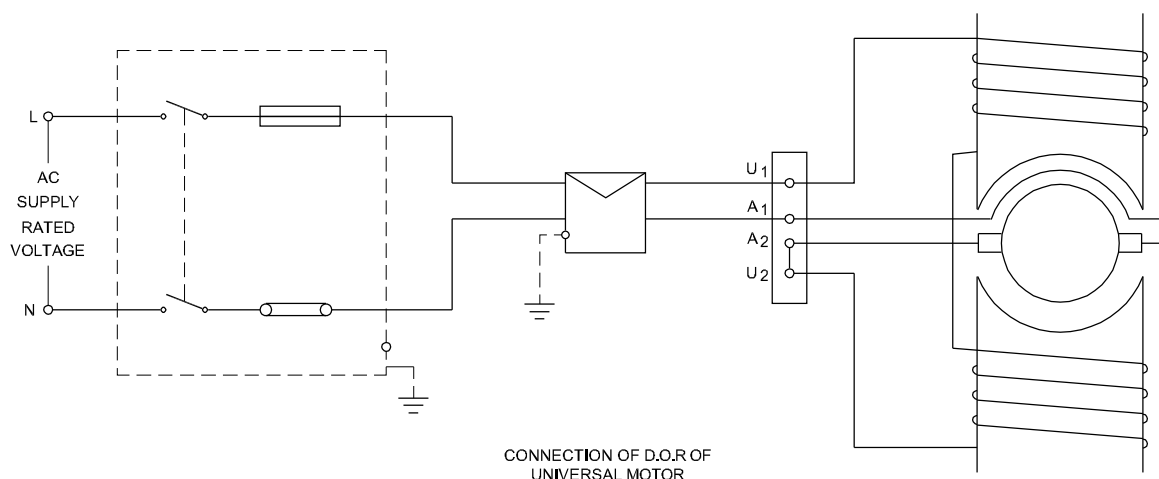 L
AC
SUPPLY
RATED
VOLTAGE
N
U1
A1
A2
U2
CONNECTION OF D.O.R OF
UNIVERSAL MOTOR